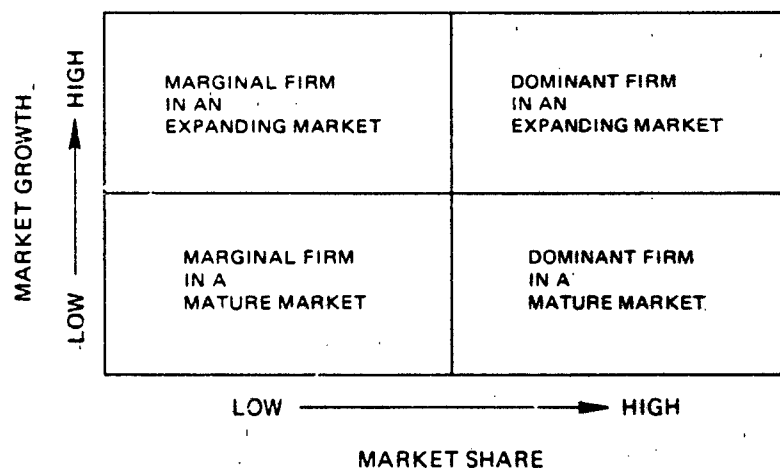 MARKET GROWTH
LOW
HIGH
MARGINAL FIRM
IN AN
EXPANDING MARKET
DOMINANT FIRM
IN AN
EXPANDING MARKET
MARGINAL FIRM
IN A
MATURE MARKET
DOMINANT FIRM
IN A
MATURE MARKET
LOW
HIGH
MARKET SHARE